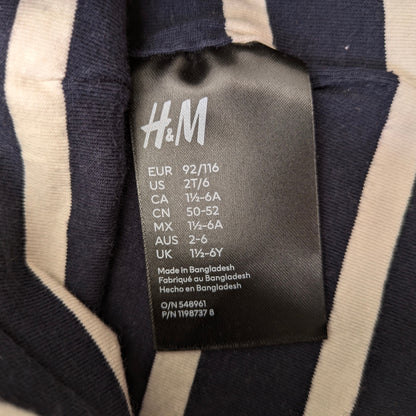 H&M
EUR 92/116
US 2T/6
CA 1½-6A
CN 50-52
MX 1½-6A
AUS 2-6
UK 1½-6Y
Made in Bangladesh
Fabriqué au Bangladesh
Hecho en Bangladesh
O/N 548961
P/N 1198737 8